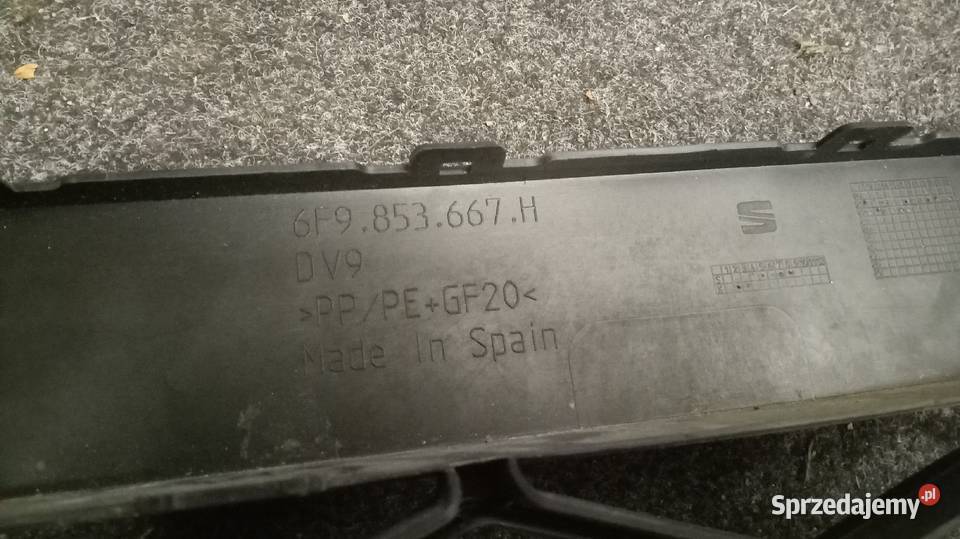 6F9.853.667.H
DV9
>PP/PE+GF20<
Made In Spain
S
Sprzedajemy.pl